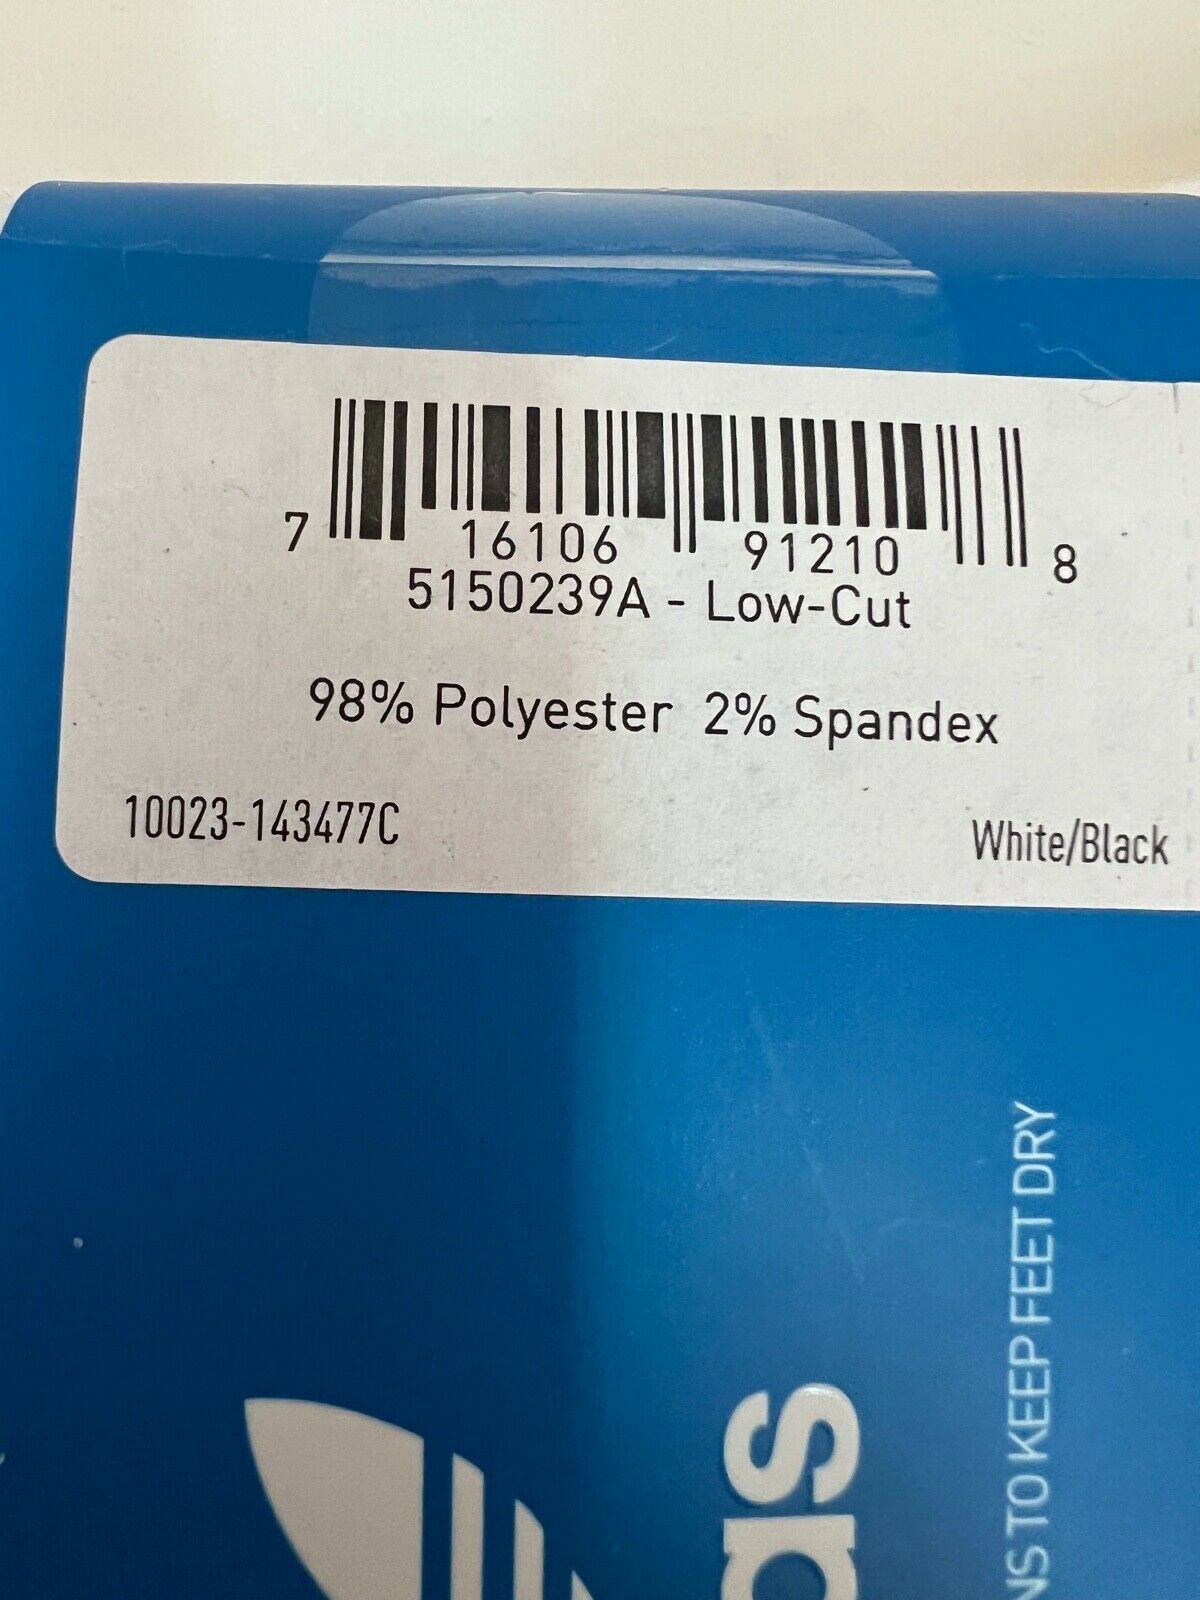 7 16106 91210 8
5150239A - Low-Cut
98% Polyester 2% Spandex
10023-143477C
White/Black
TO KEEP FEET DRY